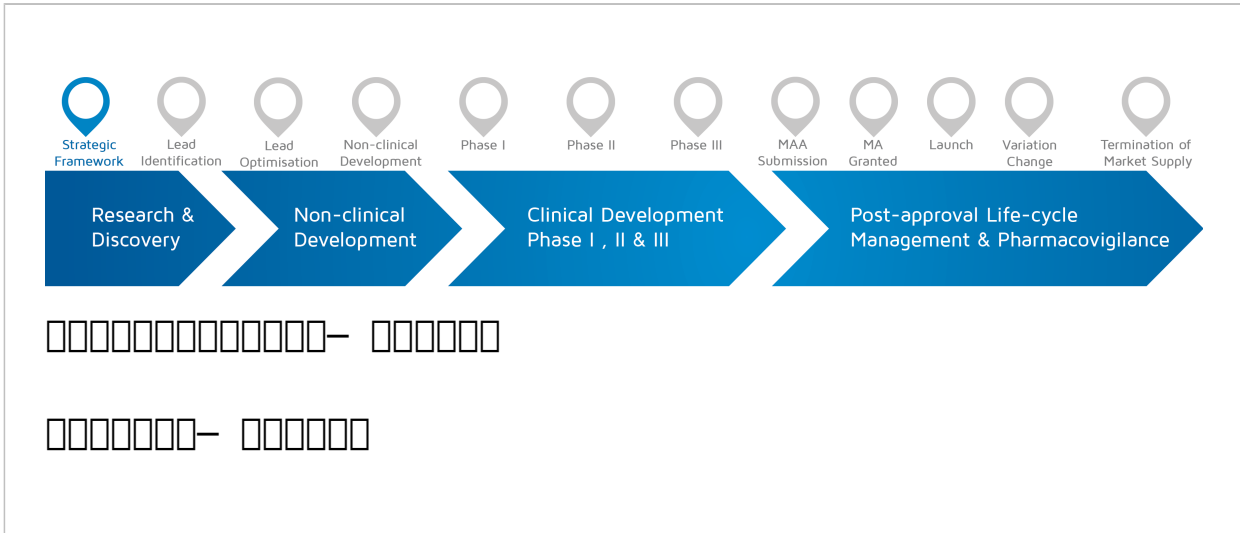 Strategic Framework
Lead Identification
Lead Optimisation
Non-clinical Development
Phase I
Phase II
Phase III
MAA Submission
MA Granted
Launch
Variation Change
Termination of Market Supply
Research &
Discovery
Non-clinical
Development
Clinical Development
Phase I , II & III
Post-approval Life-cycle
Management & Pharmacovigilance